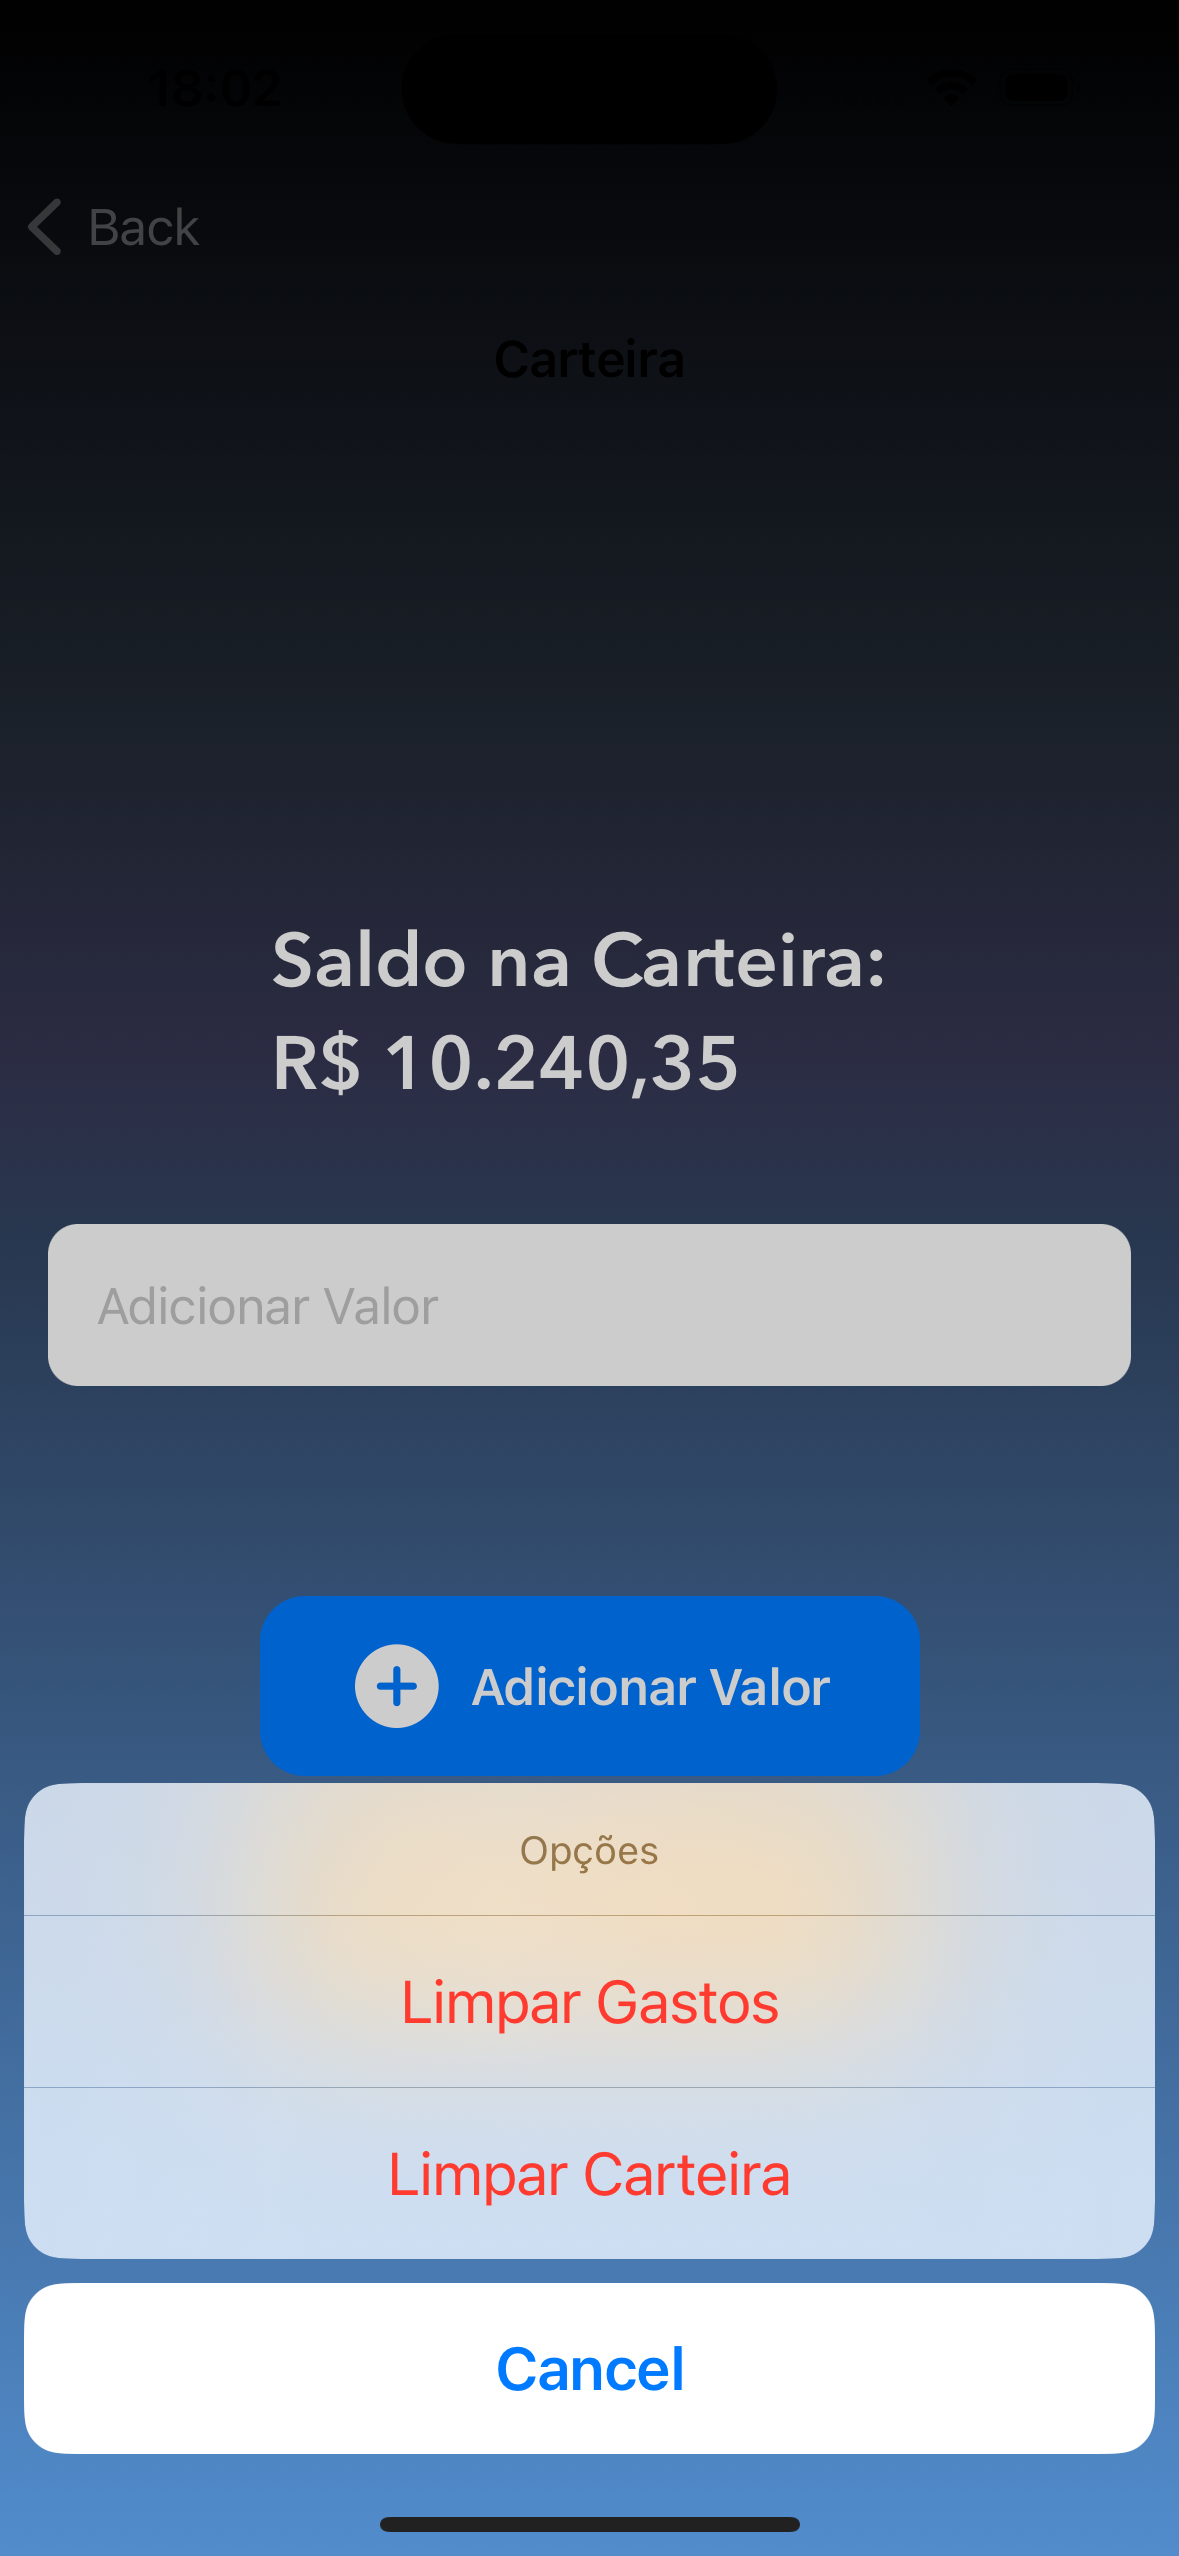 18:02
Back
Carteira
Saldo na Carteira:
R$ 10.240,35
Adicionar Valor
Adicionar Valor
Opções
Limpar Gastos
Limpar Carteira
Cancel